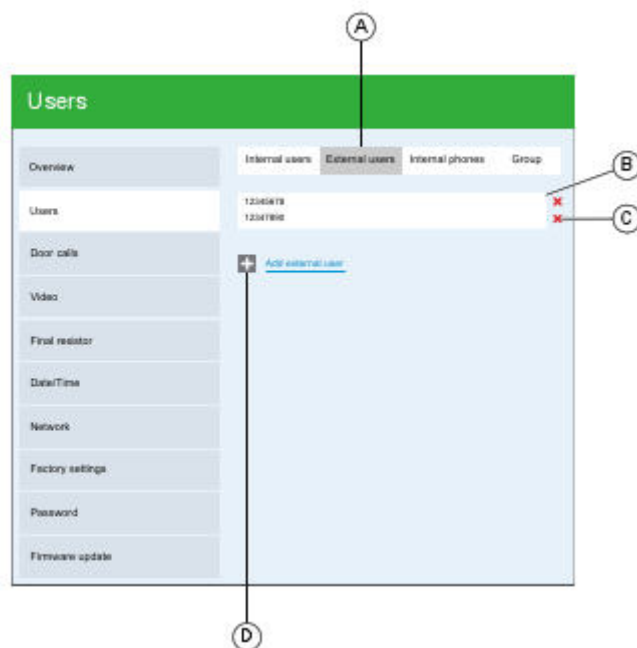 A
Users
Overview
Users
Door calls
Video
Final resistor
Date/Time
Network
Factory settings
Password
Firmware update
Internal users External users Internal phones Group
12345678
12347890
Add external user
B
C
D